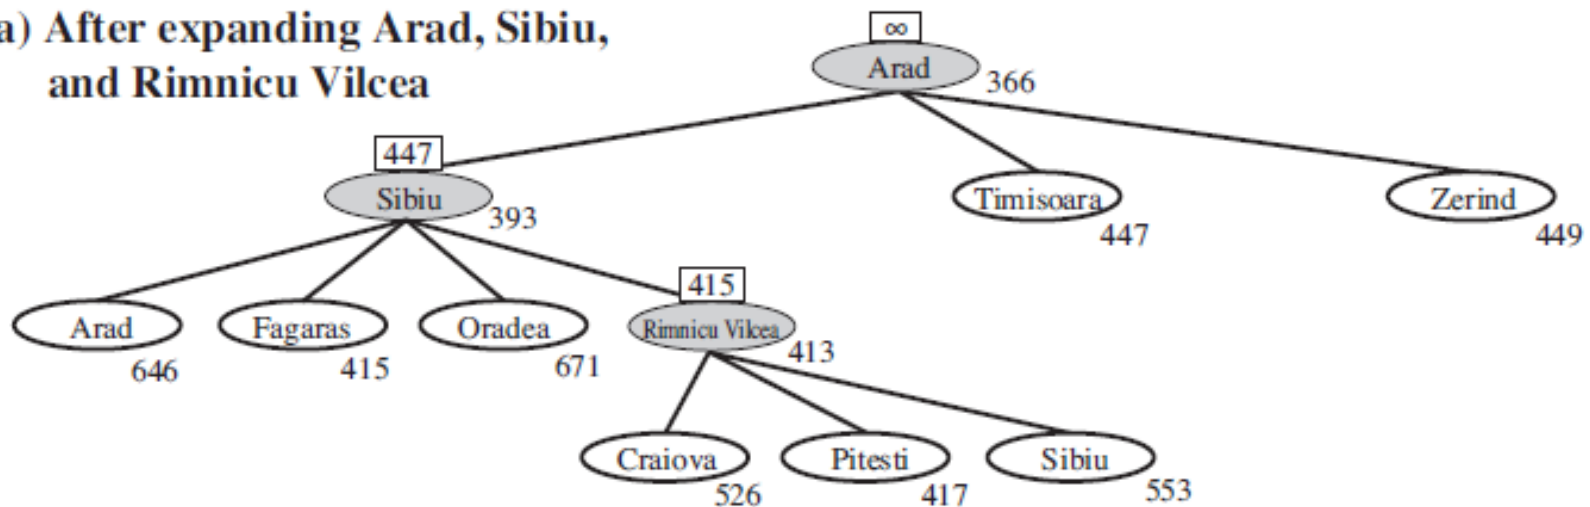 a) After expanding Arad, Sibiu,
and Rimnicu Vilcea
∞
Arad
366
447
Sibiu
393
Timisoara
447
Zerind
449
Arad
646
Fagaras
415
Oradea
671
415
Rimnicu Vilcea
413
Craiova
526
Pitesti
417
Sibiu
553